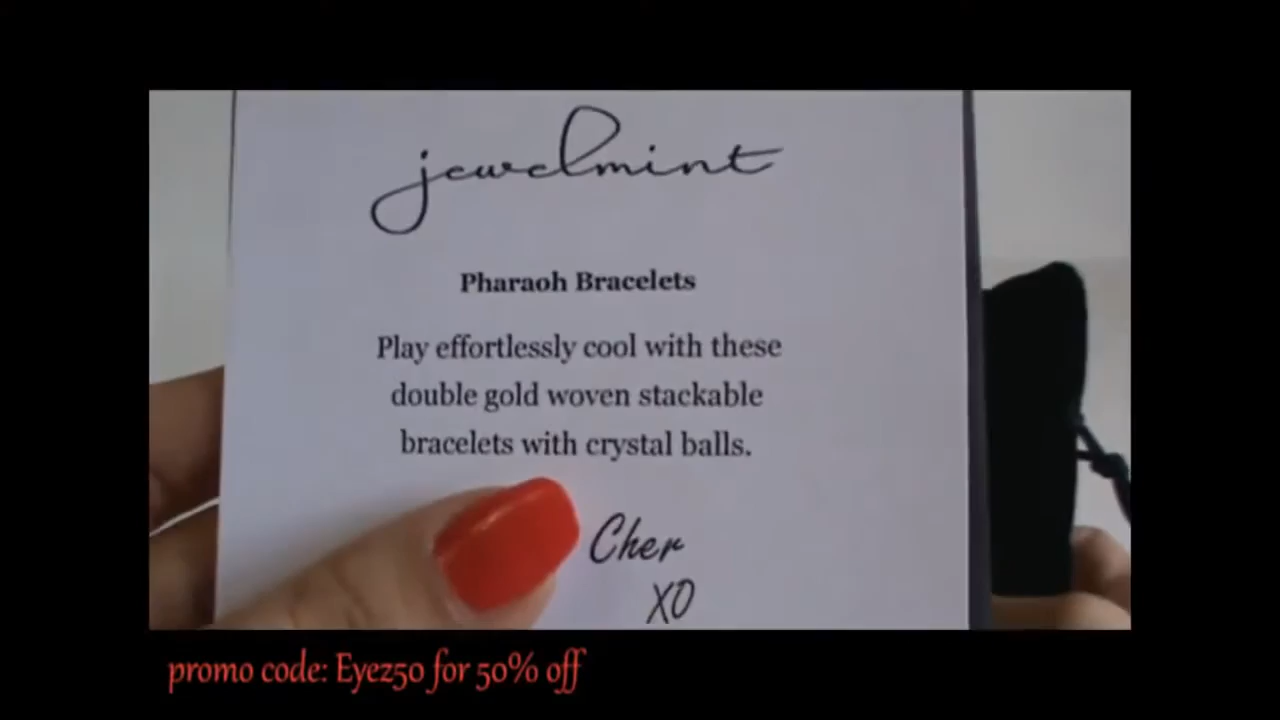 jewelmint
Pharaoh Bracelets
Play effortlessly cool with these
double gold woven stackable
bracelets with crystal balls.
Cher
XO
promo code: Eyez50 for 50% off